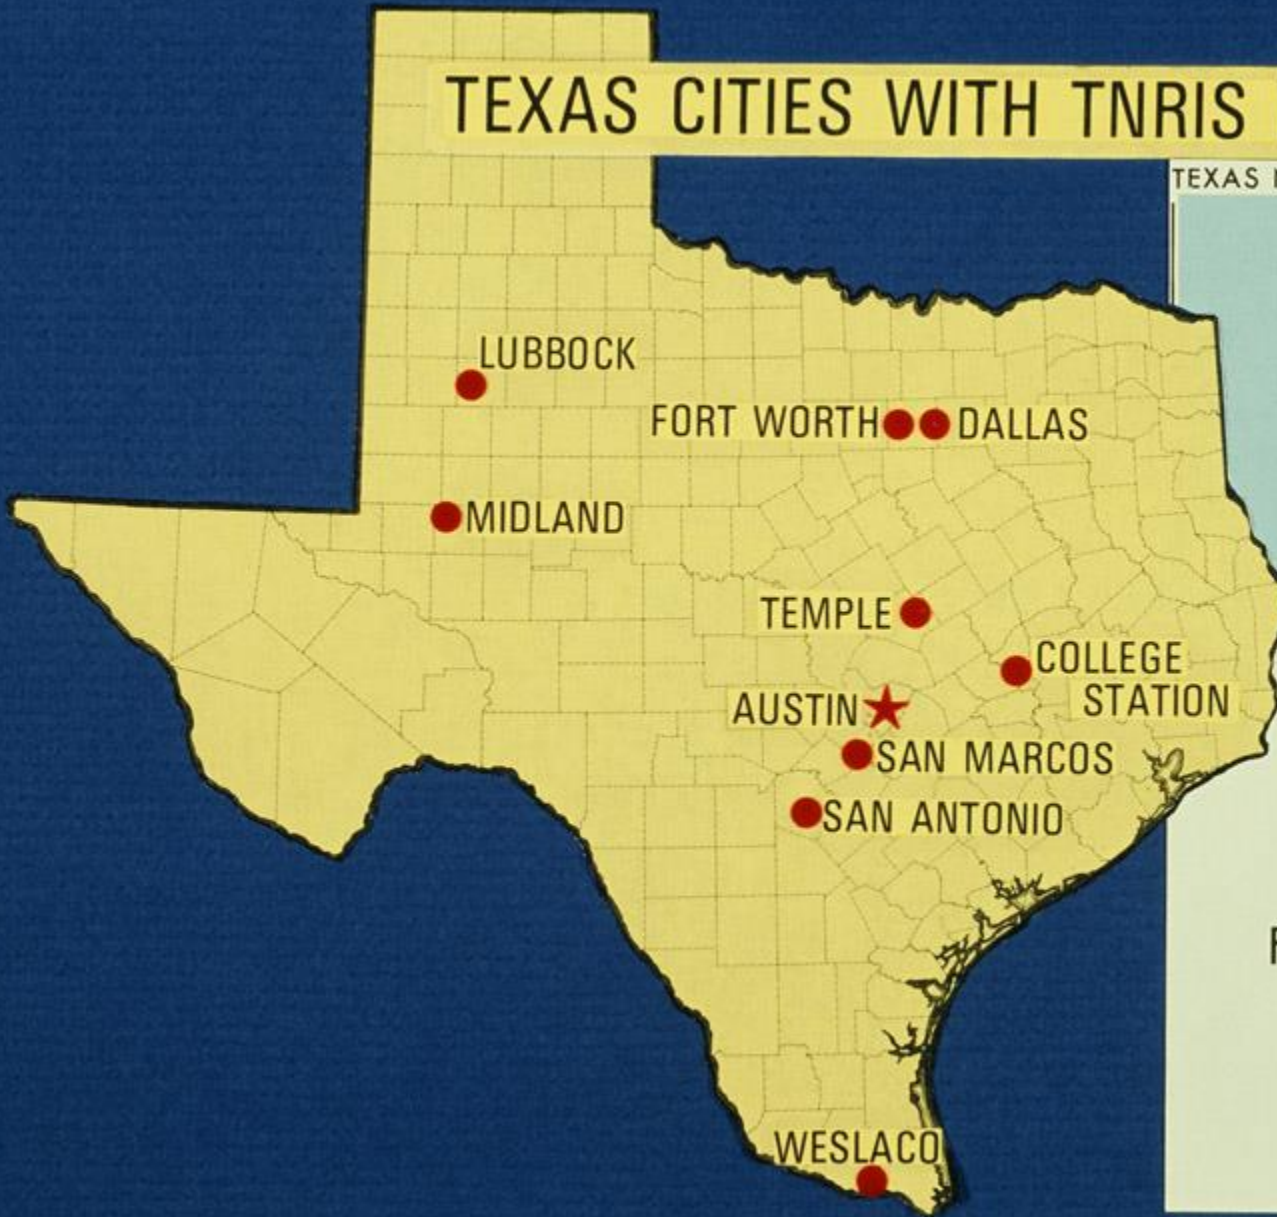 TEXAS CITIES WITH TNRIS
TEXAS
LUBBOCK
FORT WORTH
DALLAS
MIDLAND
TEMPLE
COLLEGE
STATION
AUSTIN
SAN MARCOS
SAN ANTONIO
WESLACO